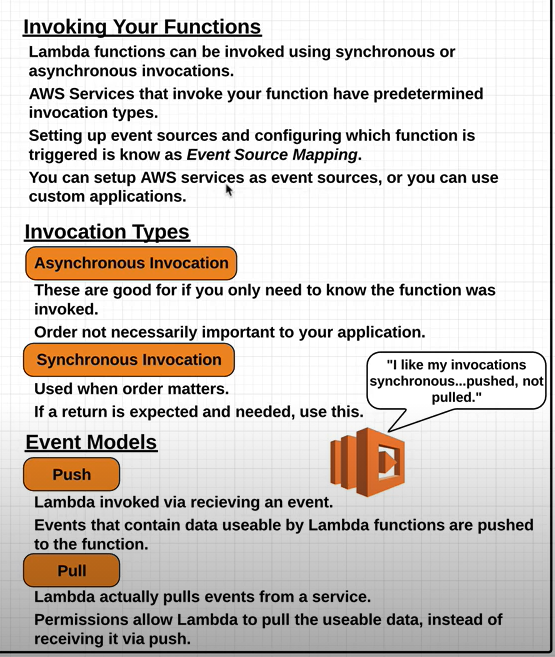 Invoking Your Functions
Lambda functions can be invoked using synchronous or
asynchronous invocations.
AWS Services that invoke your function have predetermined
invocation types.
Setting up event sources and configuring which function is
triggered is know as Event Source Mapping.
You can setup AWS services as event sources, or you can use
custom applications.
Invocation Types
Asynchronous Invocation
These are good for if you only need to know the function was
invoked.
Order not necessarily important to your application.
Synchronous Invocation
Used when order matters.
If a return is expected and needed, use this.
"I like my invocations
synchronous...pushed, not
pulled."
Event Models
Push
Lambda invoked via recieving an event.
Events that contain data useable by Lambda functions are pushed
to the function.
Pull
Lambda actually pulls events from a service.
Permissions allow Lambda to pull the useable data, instead of
receiving it via push.